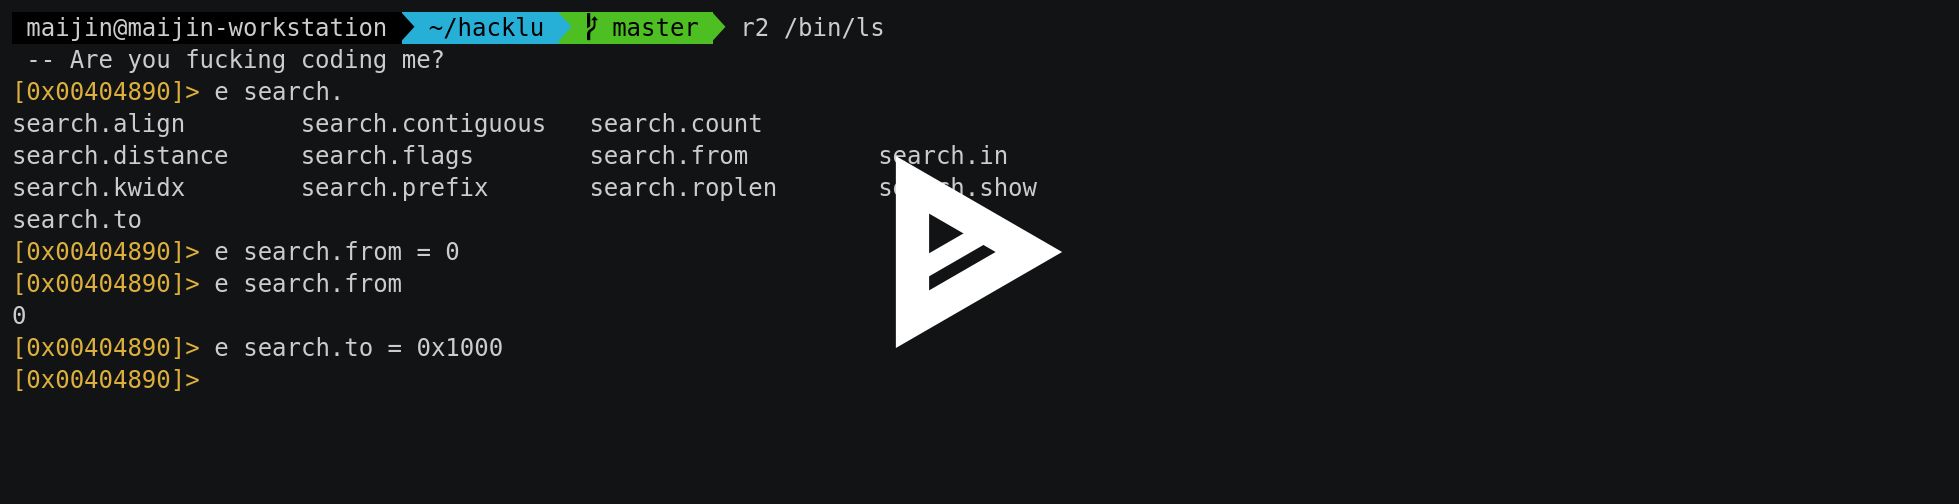 maijin@maijin-workstation ~/hacklu master r2 /bin/ls
-- Are you fucking coding me?
[0x00404890]> e search.
search.align search.contiguous search.count
search.distance search.flags search.from search.in
search.kwidx search.prefix search.roplen search.show
search.to
[0x00404890]> e search.from = 0
[0x00404890]> e search.from
0
[0x00404890]> e search.to = 0x1000
[0x00404890]>